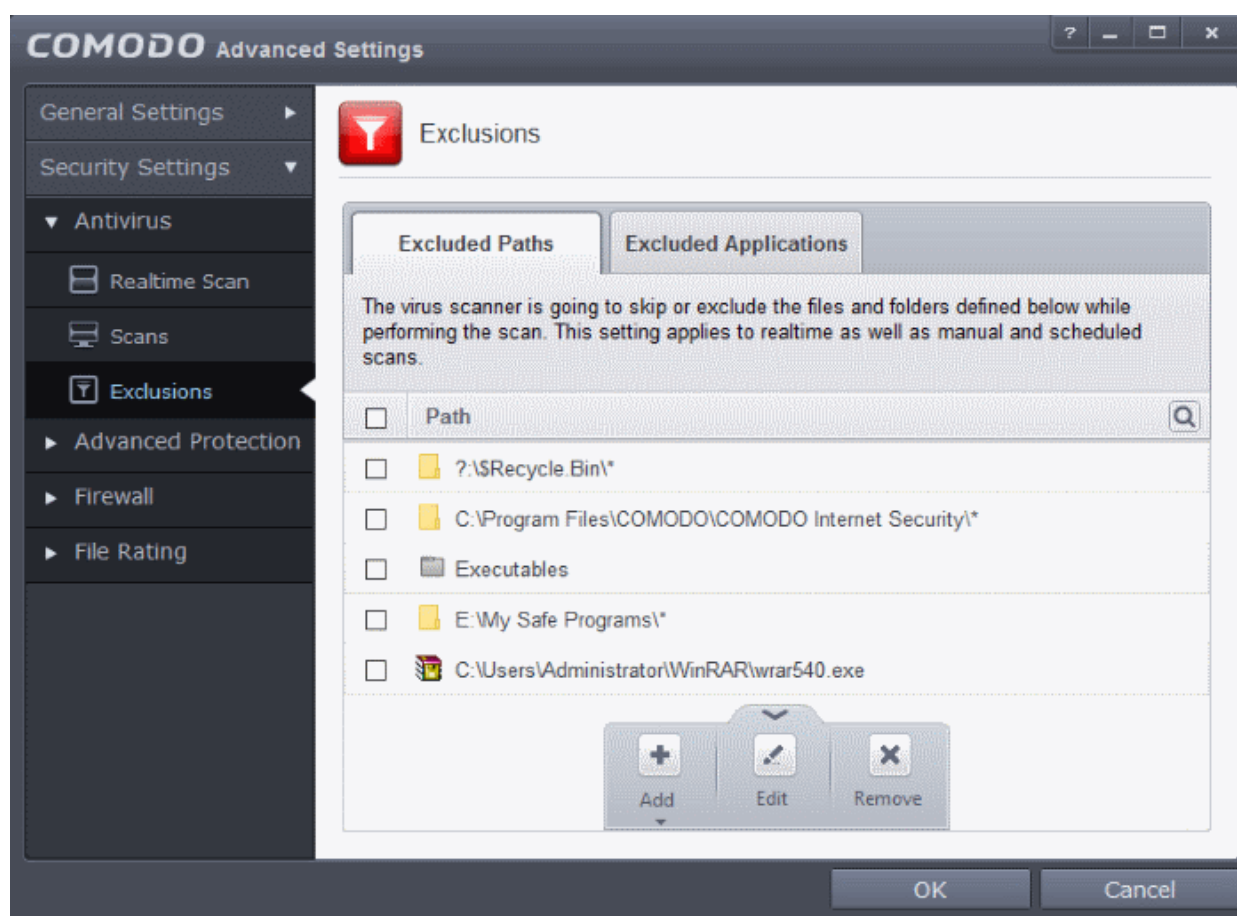 COMODO Advanced Settings
?
General Settings
Security Settings
Antivirus
Realtime Scan
Scans
Exclusions
Advanced Protection
Firewall
File Rating
Exclusions
Excluded Paths
Excluded Applications
The virus scanner is going to skip or exclude the files and folders defined below while
performing the scan. This setting applies to realtime as well as manual and scheduled
scans.
Path
?:\$Recycle.Bin\*
C:\Program Files\COMODO\COMODO Internet Security\*
Executables
E:\My Safe Programs\*
C:\Users\Administrator\WinRAR\wrar540.exe
Add
Edit
Remove
OK
Cancel